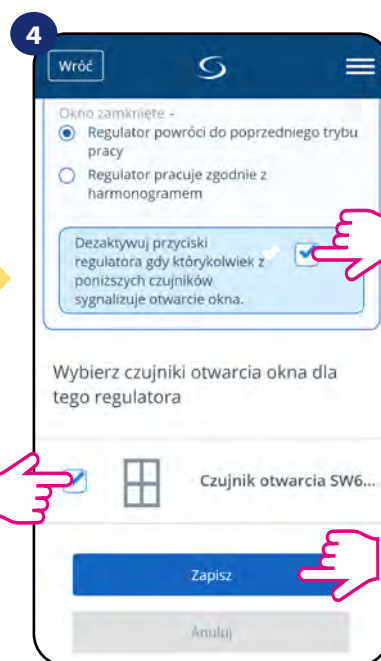 4
Wróć
Okno zamknięte -
Regulator powróci do poprzedniego trybu
pracy
Regulator pracuje zgodnie z
harmonogramem
Dezaktywuj przyciski
regulatora gdy którykolwiek z
poniższych czujników
sygnalizuje otwarcie okna.
Wybierz czujniki otwarcia okna dla
tego regulatora
Czujnik otwarcia SW6...
Zapisz
Anuluj